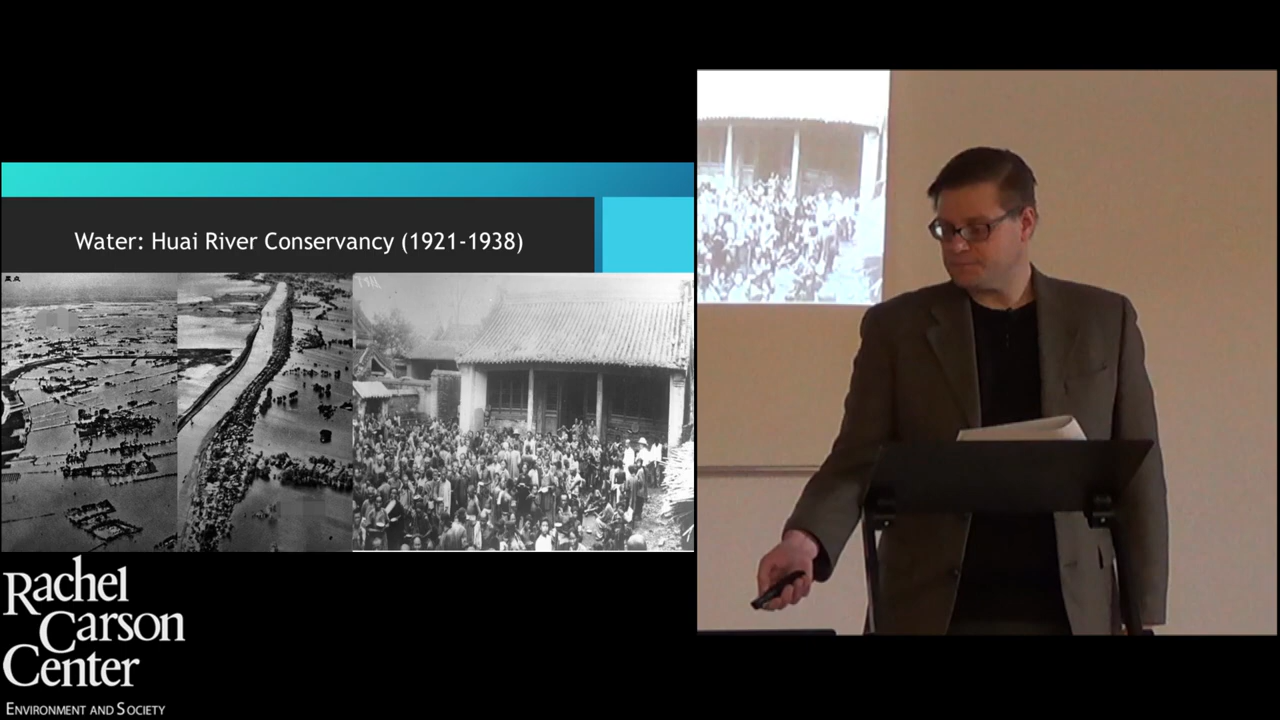 Water: Huai River Conservancy (1921-1938)
Rachel
Carson
Center
ENVIRONMENT AND SOCIETY